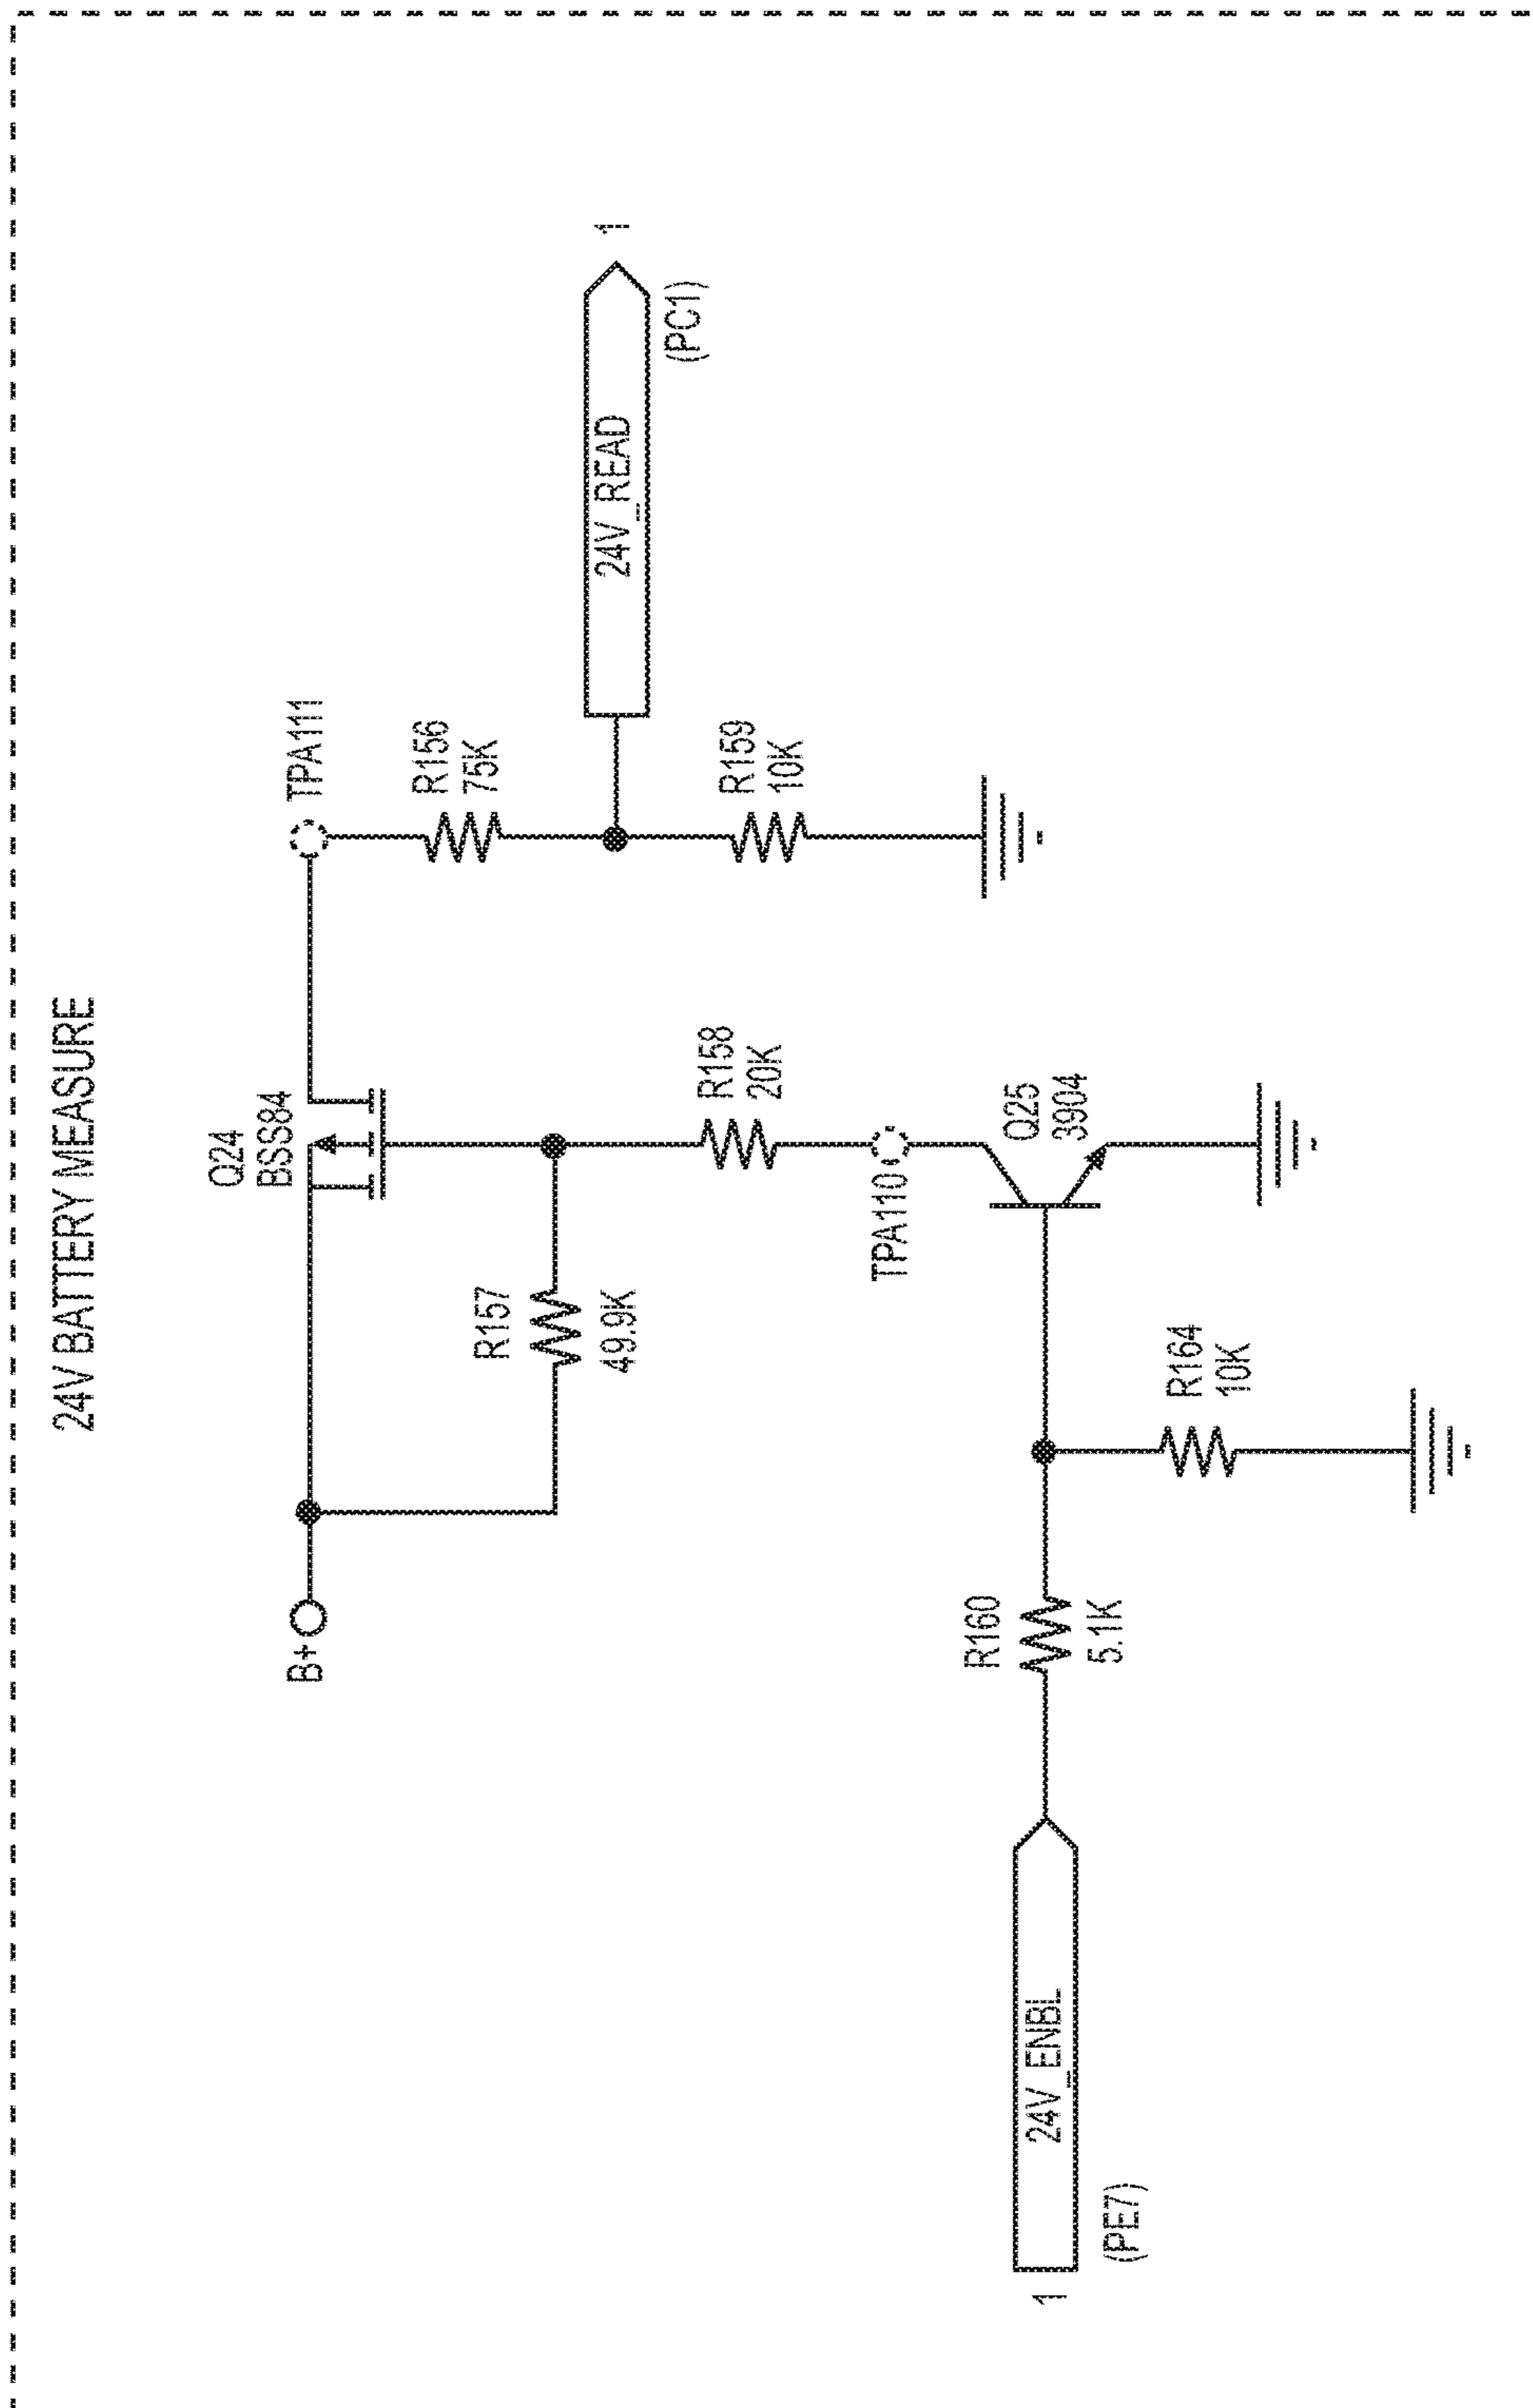 24V BATTERY MEASURE
B+
Q24
BSS84
TPA111
R157
49.9K
R156
75K
24V_READ
1
(PC1)
R158
20K
R159
10K
TPA110
Q25
3904
R160
5.1K
R164
10K
1
24V_ENBL
(PE7)